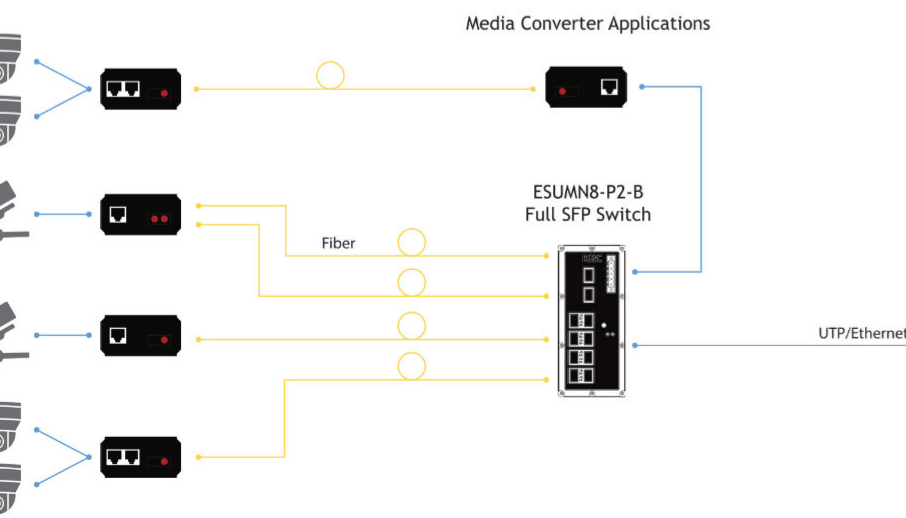 Media Converter Applications
ESUMN8-P2-B
Full SFP Switch
Fiber
UTP/Ethernet